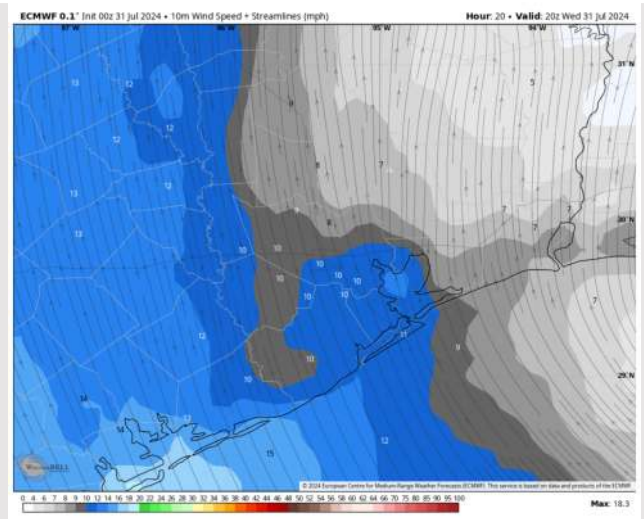 ECMWF 0.1° Init 00z 31 Jul 2024 • 10m Wind Speed + Streamlines (mph)
Hour: 20 • Valid: 20z Wed 31 Jul 2024
97°W 96°W 95°W 94°W
31°N
13 12 5
8
12 12
8 7
13 12
9 8 7 7
13 7
30°N
10 10
10 10
10 10
10 10
7
12 11
9
10 10
29°N
14
14 13
12
15
WeatherBELL
© 2024 European Centre for Medium-Range Weather Forecasts (ECMWF). This service is based on data and products of the ECMWF
0 4 6 7 8 9 10 12 14 16 18 20 22 24 26 28 30 32 34 36 38 40 42 44 46 48 50 52 54 56 58 60 62 64 66 68 70 75 80 85 90 95 100
Max: 18.3